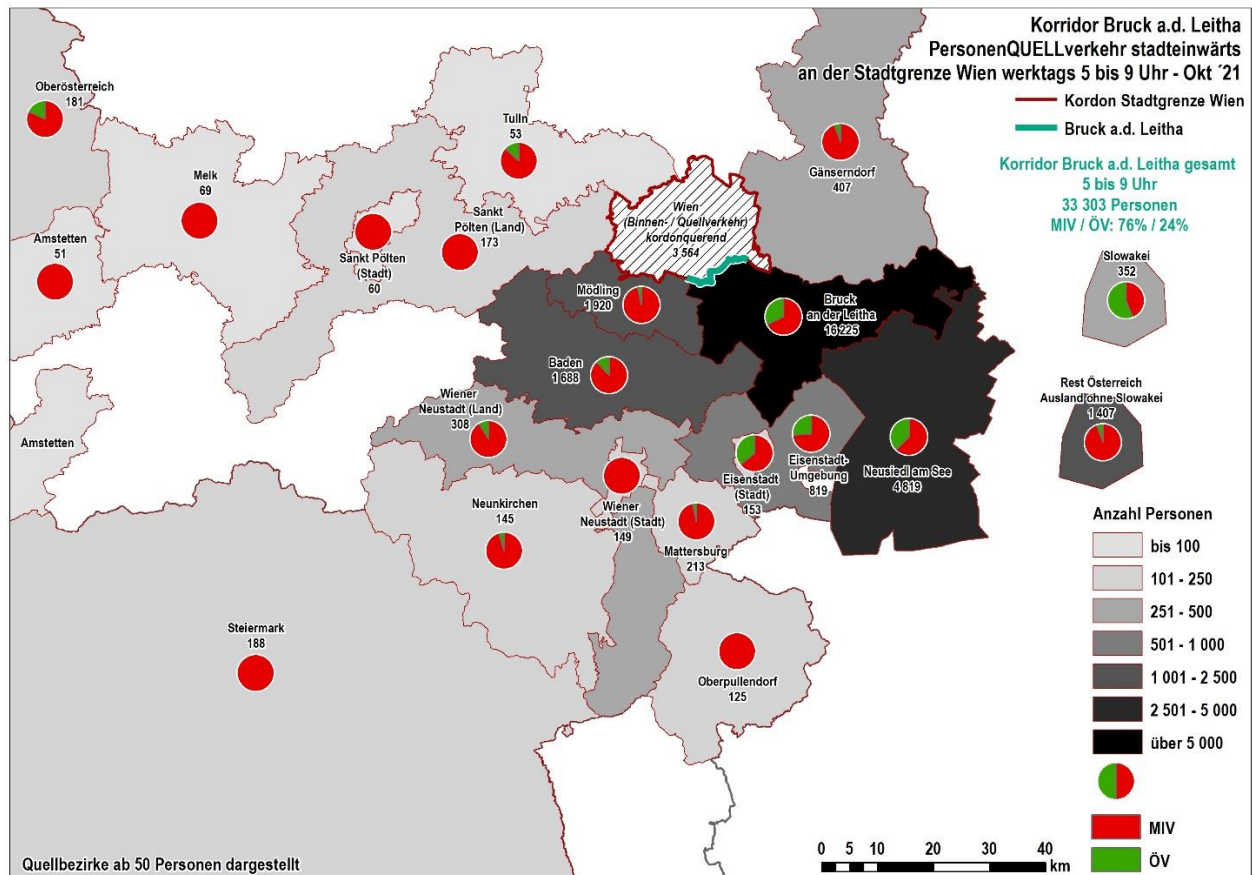 Korridor Bruck a.d. Leitha
PersonenQUELLverkehr stadteinwärts
an der Stadtgrenze Wien werktags 5 bis 9 Uhr - Okt ´21
Kordon Stadtgrenze Wien
Bruck a.d. Leitha
Korridor Bruck a.d. Leitha gesamt
5 bis 9 Uhr
33 303 Personen
MIV / ÖV: 76% / 24%
Oberösterreich
181
Tulln
53
Gänserndorf
407
Melk
69
Sankt
Pölten (Land)
173
Wien
(Binnen- / Quellverkehr)
kordonquerend
3 564
Amstetten
51
Sankt Pölten
(Stadt)
60
Slowakei
352
Mödling
1 920
Bruck
an der Leitha
16 225
Baden
1 688
Rest Österreich
Ausland ohne Slowakei
1 407
Wiener
Neustadt (Land)
308
Amstetten
Eisenstadt
(Stadt)
153
Eisenstadt-
Umgebung
819
Neusiedl am See
4 819
Neunkirchen
145
Wiener
Neustadt (Stadt)
149
Mattersburg
213
Steiermark
188
Oberpullendorf
125
Anzahl Personen
bis 100
101 - 250
251 - 500
501 - 1 000
1 001 - 2 500
2 501 - 5 000
über 5 000
MIV
ÖV
0 5 10 20 30 40
km
Quellbezirke ab 50 Personen dargestellt